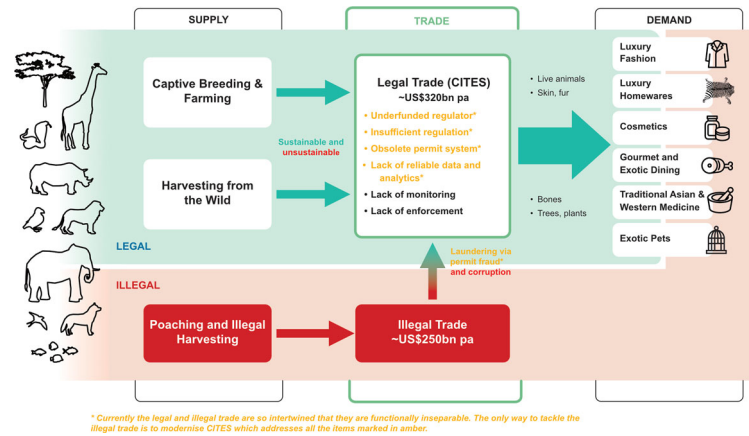 SUPPLY
TRADE
DEMAND
Captive Breeding &
Farming
Harvesting from
the Wild
Sustainable and
unsustainable
Legal Trade (CITES)
~US$320bn pa
• Underfunded regulator*
• Insufficient regulation*
• Obsolete permit system*
• Lack of reliable data and
analytics*
• Lack of monitoring
• Lack of enforcement
• Live animals
• Skin, fur
• Bones
• Trees, plants
Luxury
Fashion
Luxury
Homewares
Cosmetics
Gourmet and
Exotic Dining
Traditional Asian &
Western Medicine
Exotic Pets
LEGAL
ILLEGAL
Laundering via
permit fraud*
and corruption
Poaching and Illegal
Harvesting
Illegal Trade
~US$250bn pa
* Currently the legal and illegal trade are so intertwined that they are functionally inseparable. The only way to tackle the
illegal trade is to modernise CITES which addresses all the items marked in amber.